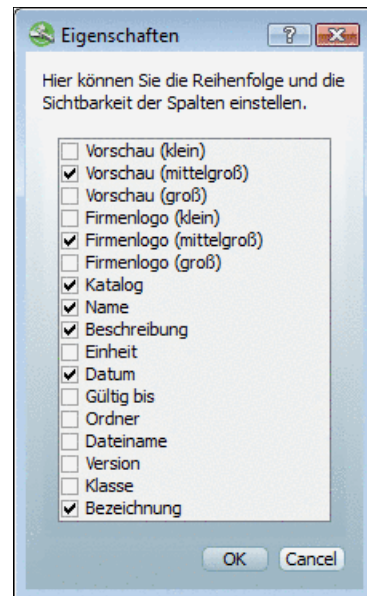 Eigenschaften
Hier können Sie die Reihenfolge und die
Sichtbarkeit der Spalten einstellen.
Vorschau (klein)
Vorschau (mittelgroß)
Vorschau (groß)
Firmenlogo (klein)
Firmenlogo (mittelgroß)
Firmenlogo (groß)
Katalog
Name
Beschreibung
Einheit
Datum
Gültig bis
Ordner
Dateiname
Version
Klasse
Bezeichnung
OK Cancel